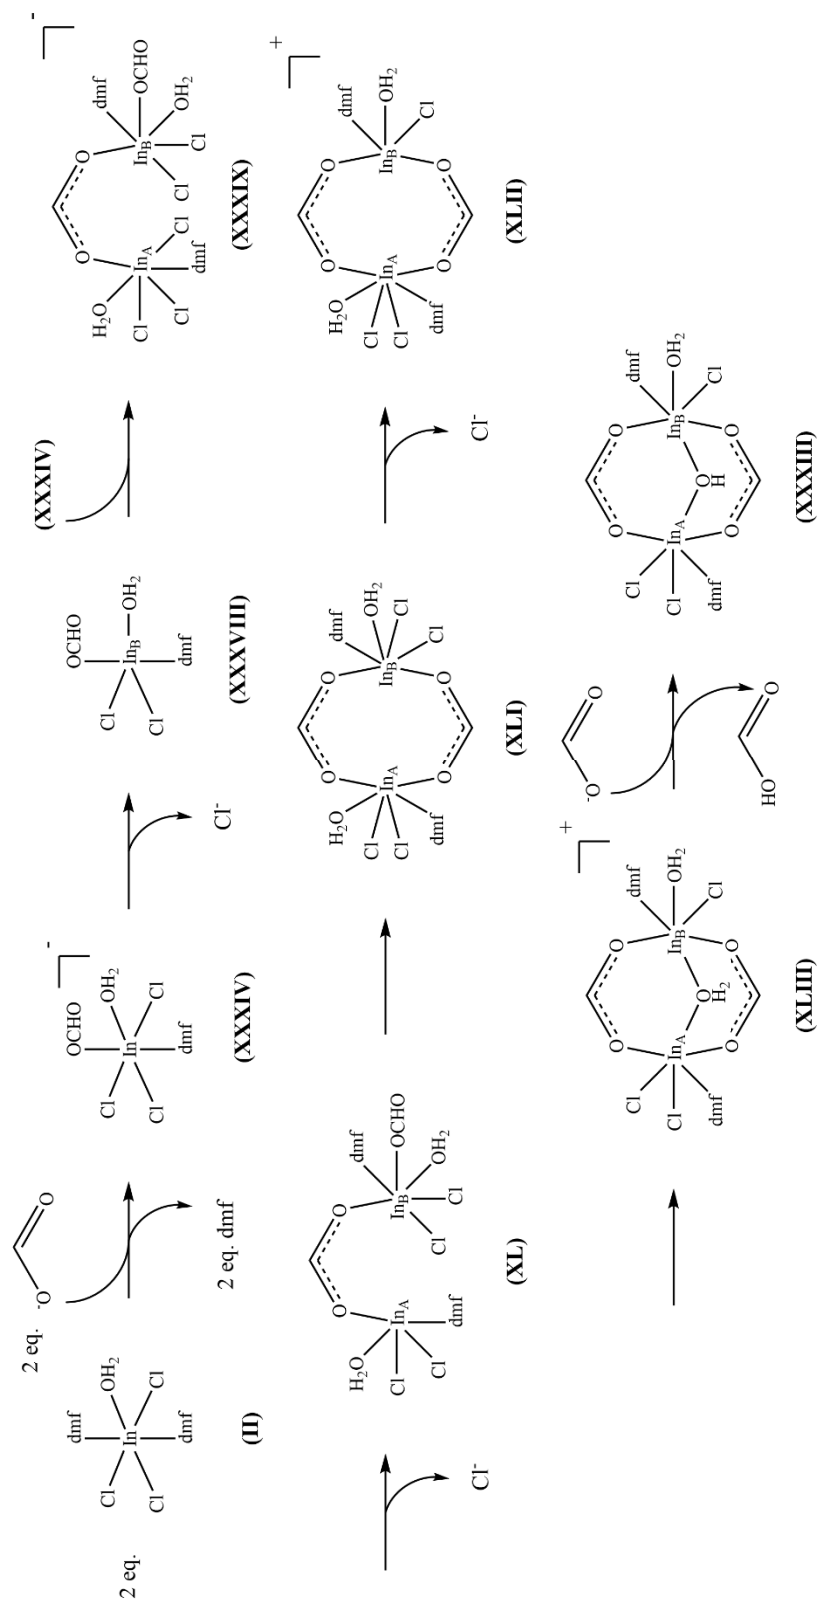 2 eq.
dmf
OH2
Cl
In
Cl
Cl
dmf
(II)
2 eq.
-O
O
2 eq. dmf
OCHO
-
OH2
Cl
In
Cl
Cl
dmf
(XXXIV)
Cl-
OCHO
Cl
InB
OH2
Cl
dmf
(XXXVIII)
(XXXIV)
-
O
O
dmf
H2O
InA
InB
OCHO
Cl
Cl
OH2
Cl
dmf
Cl
Cl
(XXXIX)
Cl-
O
O
dmf
H2O
InA
InB
OCHO
Cl
OH2
Cl
dmf
Cl
Cl
(XL)
O
O
dmf
H2O
OH2
InA
InB
Cl
Cl
Cl
Cl
dmf
O
O
(XLI)
Cl-
+
O
O
dmf
H2O
InA
InB
OH2
Cl
Cl
Cl
dmf
O
O
(XLII)
+
O
O
dmf
Cl
InA
InB
OH2
Cl
O
H2
Cl
dmf
O
O
(XLIII)
-O
O
HO
O
O
O
dmf
Cl
InA
InB
OH2
Cl
O
H
Cl
dmf
O
O
(XXXIII)